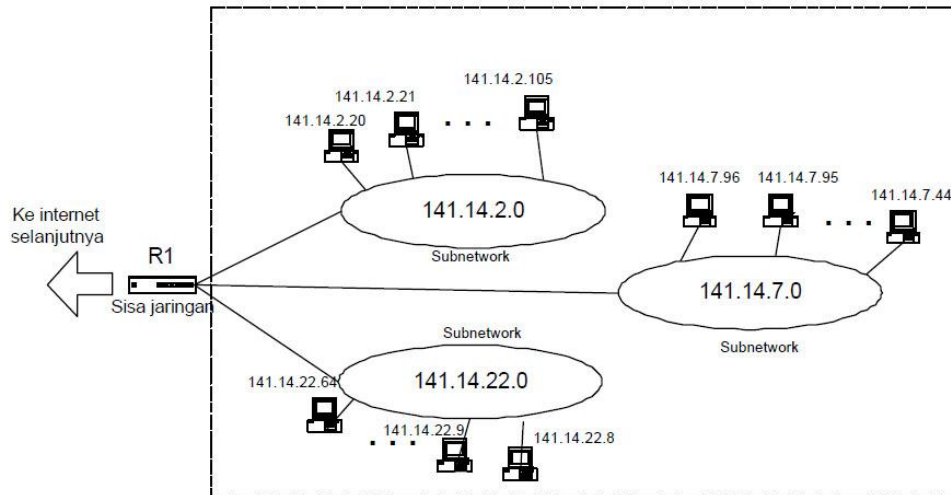 141.14.2.105
141.14.2.21
141.14.2.20
. . .
141.14.2.0
Subnetwork
141.14.7.96
141.14.7.95
. . .
141.14.7.44
141.14.7.0
Subnetwork
Ke internet
selanjutnya
R1
Sisa jaringan
Subnetwork
141.14.22.0
141.14.22.64
. . .
141.14.22.9
141.14.22.8